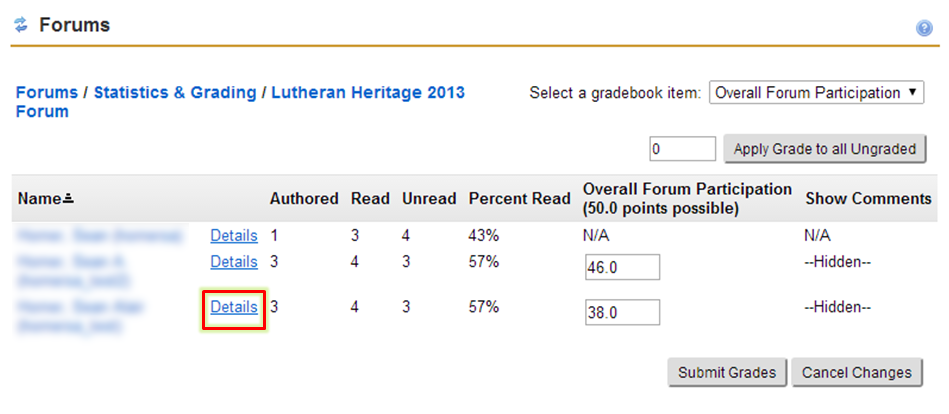 Forums
Forums / Statistics & Grading / Lutheran Heritage 2013
Forum
Select a gradebook item: Overall Forum Participation
0 Apply Grade to all Ungraded
Name Authored Read Unread Percent Read Overall Forum Participation (50.0 points possible) Show Comments
Details 1 3 4 43% N/A N/A
Details 3 4 3 57% 46.0 --Hidden--
Details 3 4 3 57% 38.0 --Hidden--
Submit Grades Cancel Changes